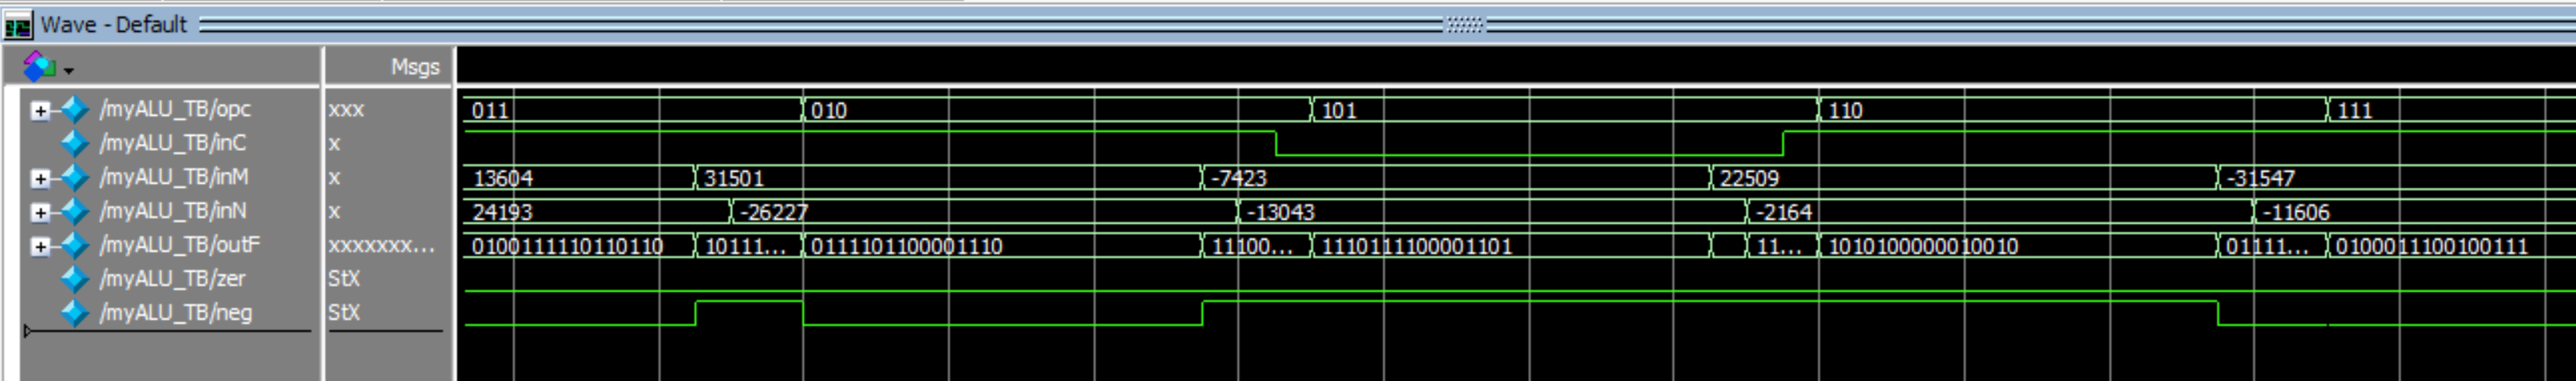 Wave - Default
Msgs
/myALU_TB/opc xxx 011 010 101 110 111
/myALU_TB/inC x
/myALU_TB/inM x 13604 31501 -7423 22509 -31547
/myALU_TB/inN x 24193 -26227 -13043 -2164 -11606
/myALU_TB/outF xxxxxxx... 0100111110110110 10111... 0111101100001110 11100... 1110111100001101 11... 1010100000010010 01111... 0100011100100111
/myALU_TB/zer StX
/myALU_TB/neg StX